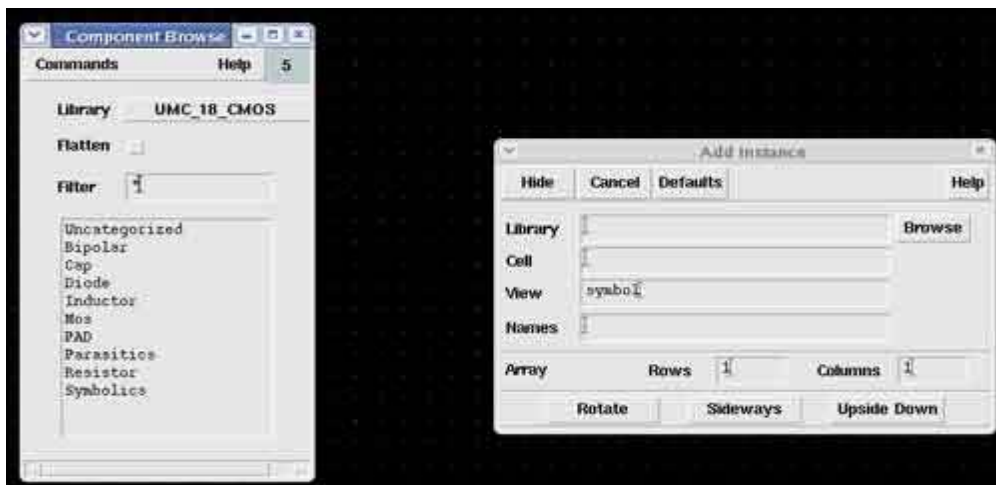 Component Browse
Commands Help 5
Library UMC_18_CMOS
Flatten
Filter *
Uncategorized
Bipolar
Cap
Diode
Inductor
Mos
PAD
Parasitics
Resistor
Symbolics
Add Instance
Hide Cancel Defaults Help
Library Browse
Cell
View symbol
Names
Array Rows 1 Columns 1
Rotate Sideways Upside Down